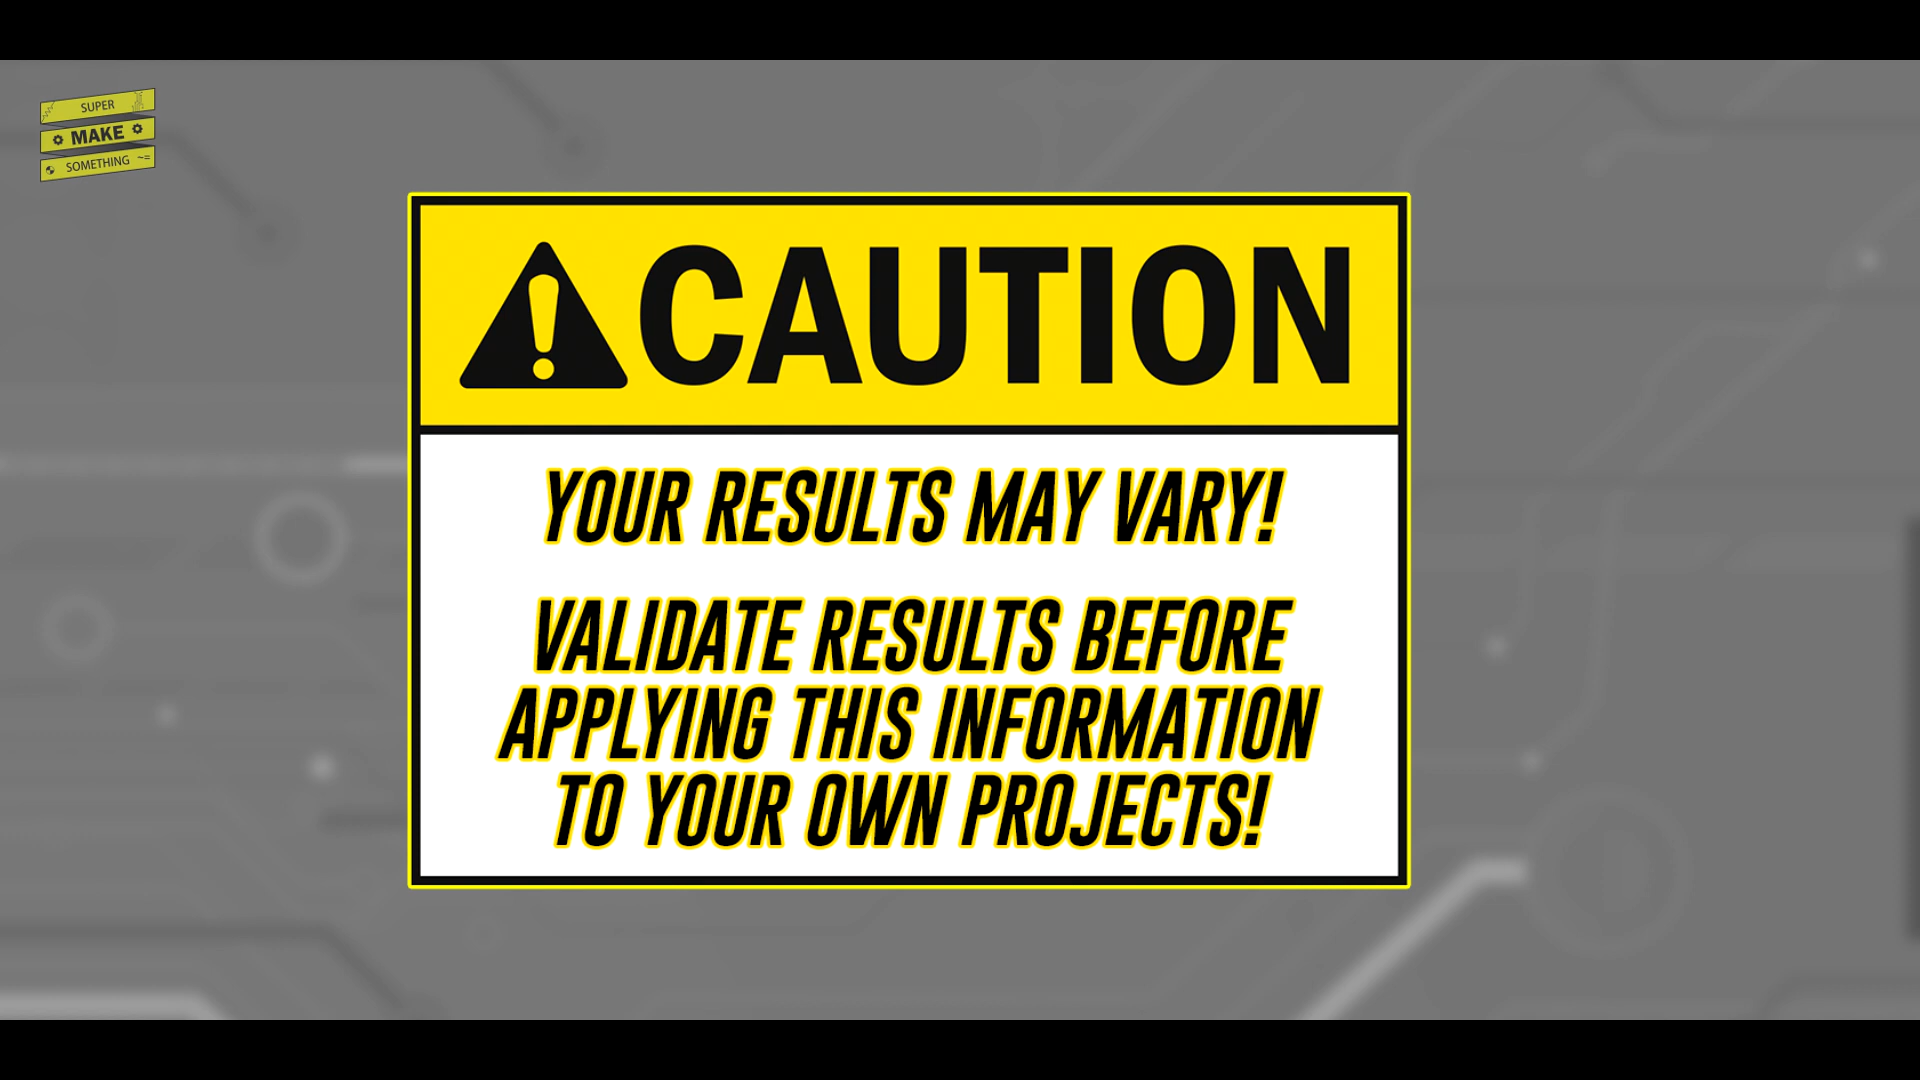 SUPER
MAKE
SOMETHING ~=
CAUTION
YOUR RESULTS MAY VARY!
VALIDATE RESULTS BEFORE
APPLYING THIS INFORMATION
TO YOUR OWN PROJECTS!